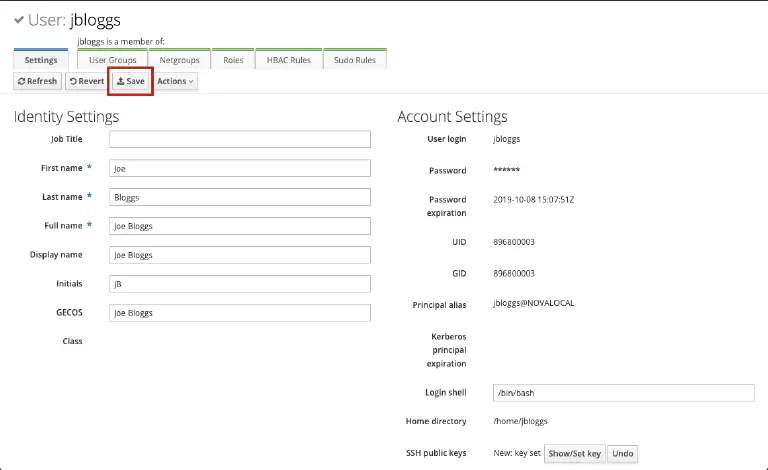 User: jbloggs
jbloggs is a member of:
Settings User Groups Netgroups Roles HBAC Rules Sudo Rules
Refresh Revert Save Actions
Identity Settings
Job Title
First name * Joe
Last name * Bloggs
Full name * Joe Bloggs
Display name Joe Bloggs
Initials JB
GECOS Joe Bloggs
Class
Account Settings
User login jbloggs
Password ******
Password
expiration
2019-10-08 15:07:51Z
UID 896800003
GID 896800003
Principal alias jbloggs@NOVALOCAL
Kerberos
principal
expiration
Login shell /bin/bash
Home directory /home/jbloggs
SSH public keys New: key set Show/Set key Undo